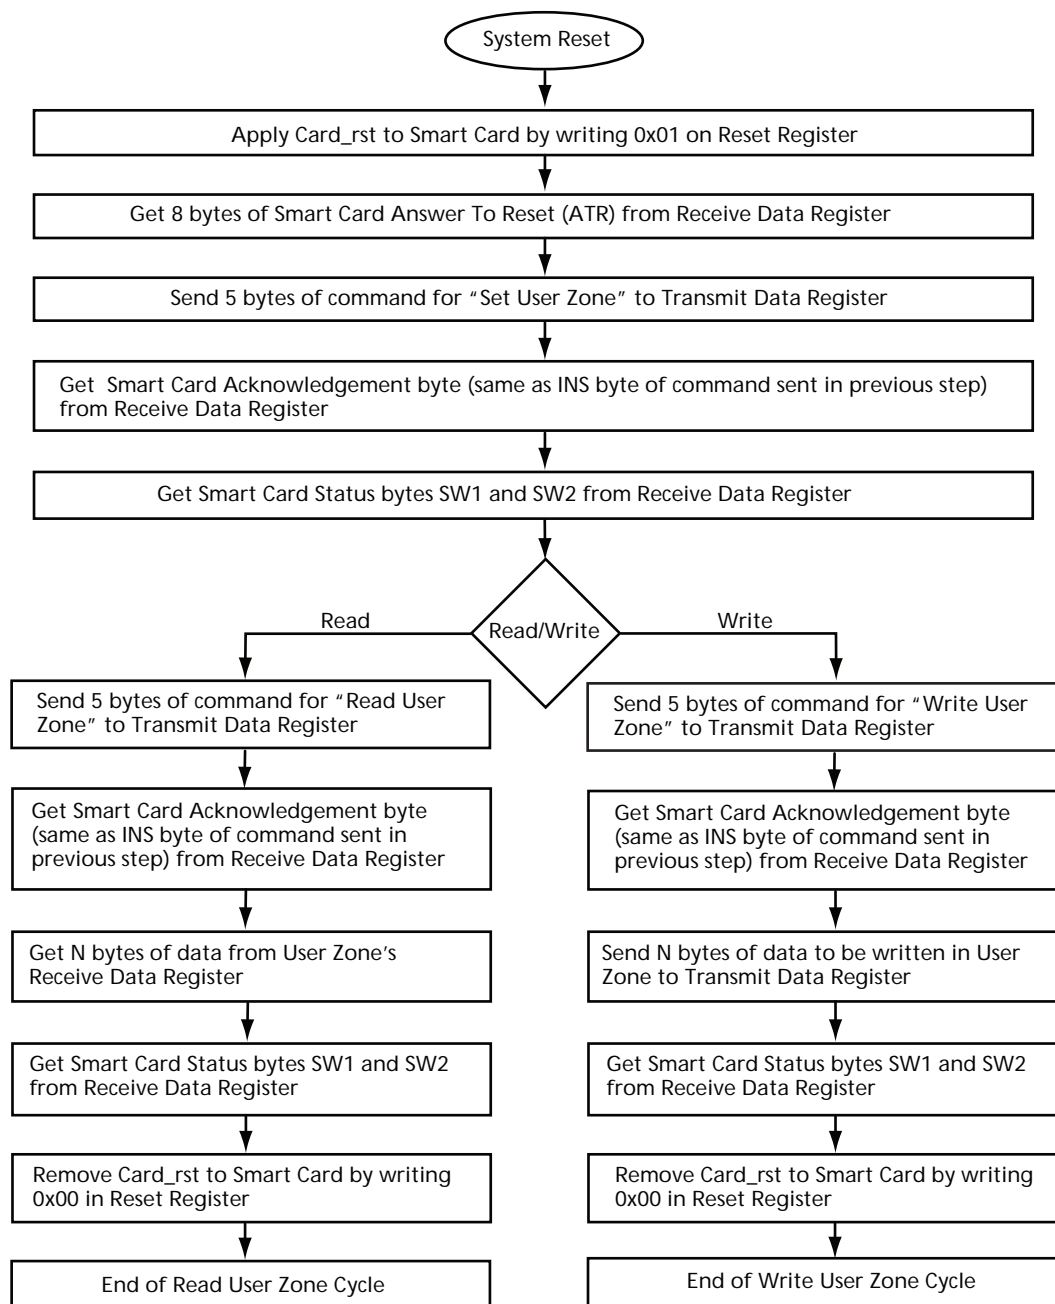 System Reset
Apply Card_rst to Smart Card by writing 0x01 on Reset Register
Get 8 bytes of Smart Card Answer To Reset (ATR) from Receive Data Register
Send 5 bytes of command for “Set User Zone” to Transmit Data Register
Get Smart Card Acknowledgement byte (same as INS byte of command sent in previous step)
from Receive Data Register
Get Smart Card Status bytes SW1 and SW2 from Receive Data Register
Read
Read/Write
Write
Send 5 bytes of command for “Read User
Zone” to Transmit Data Register
Get Smart Card Acknowledgement byte
(same as INS byte of command sent in
previous step) from Receive Data Register
Get N bytes of data from User Zone’s
Receive Data Register
Get Smart Card Status bytes SW1 and SW2
from Receive Data Register
Remove Card_rst to Smart Card by writing
0x00 in Reset Register
End of Read User Zone Cycle
Send 5 bytes of command for “Write User
Zone” to Transmit Data Register
Get Smart Card Acknowledgement byte
(same as INS byte of command sent in
previous step) from Receive Data Register
Send N bytes of data to be written in User
Zone to Transmit Data Register
Get Smart Card Status bytes SW1 and SW2
from Receive Data Register
Remove Card_rst to Smart Card by writing
0x00 in Reset Register
End of Write User Zone Cycle